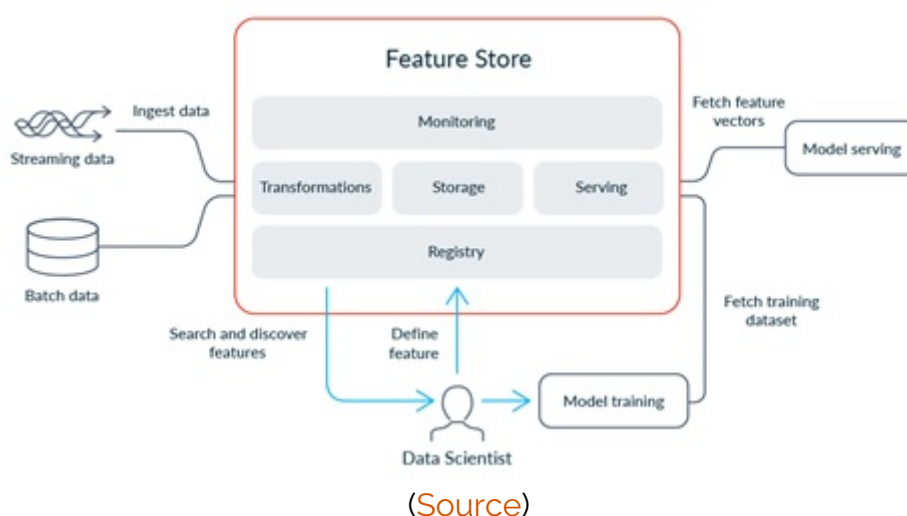 Feature Store
Monitoring
Transformations
Storage
Serving
Registry
Ingest data
Streaming data
Batch data
Fetch feature
vectors
Model serving
Fetch training
dataset
Search and discover
features
Define
feature
Model training
Data Scientist
(Source)